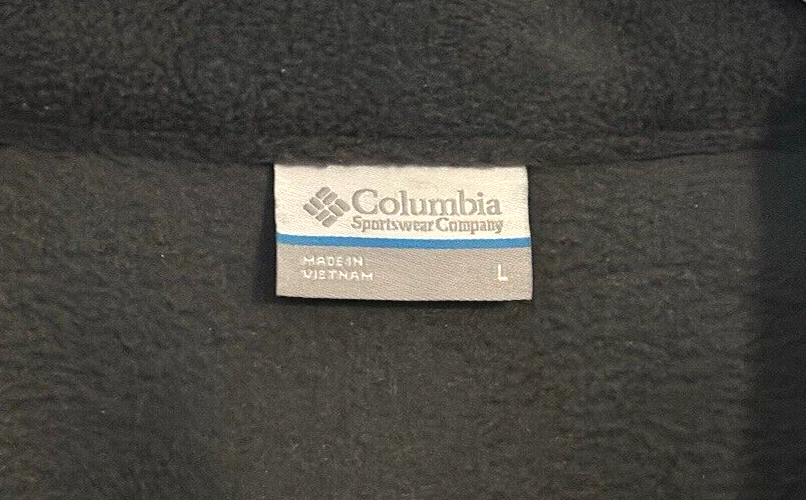 Columbia
Sportswear Company
MADE IN
VIETNAM
L